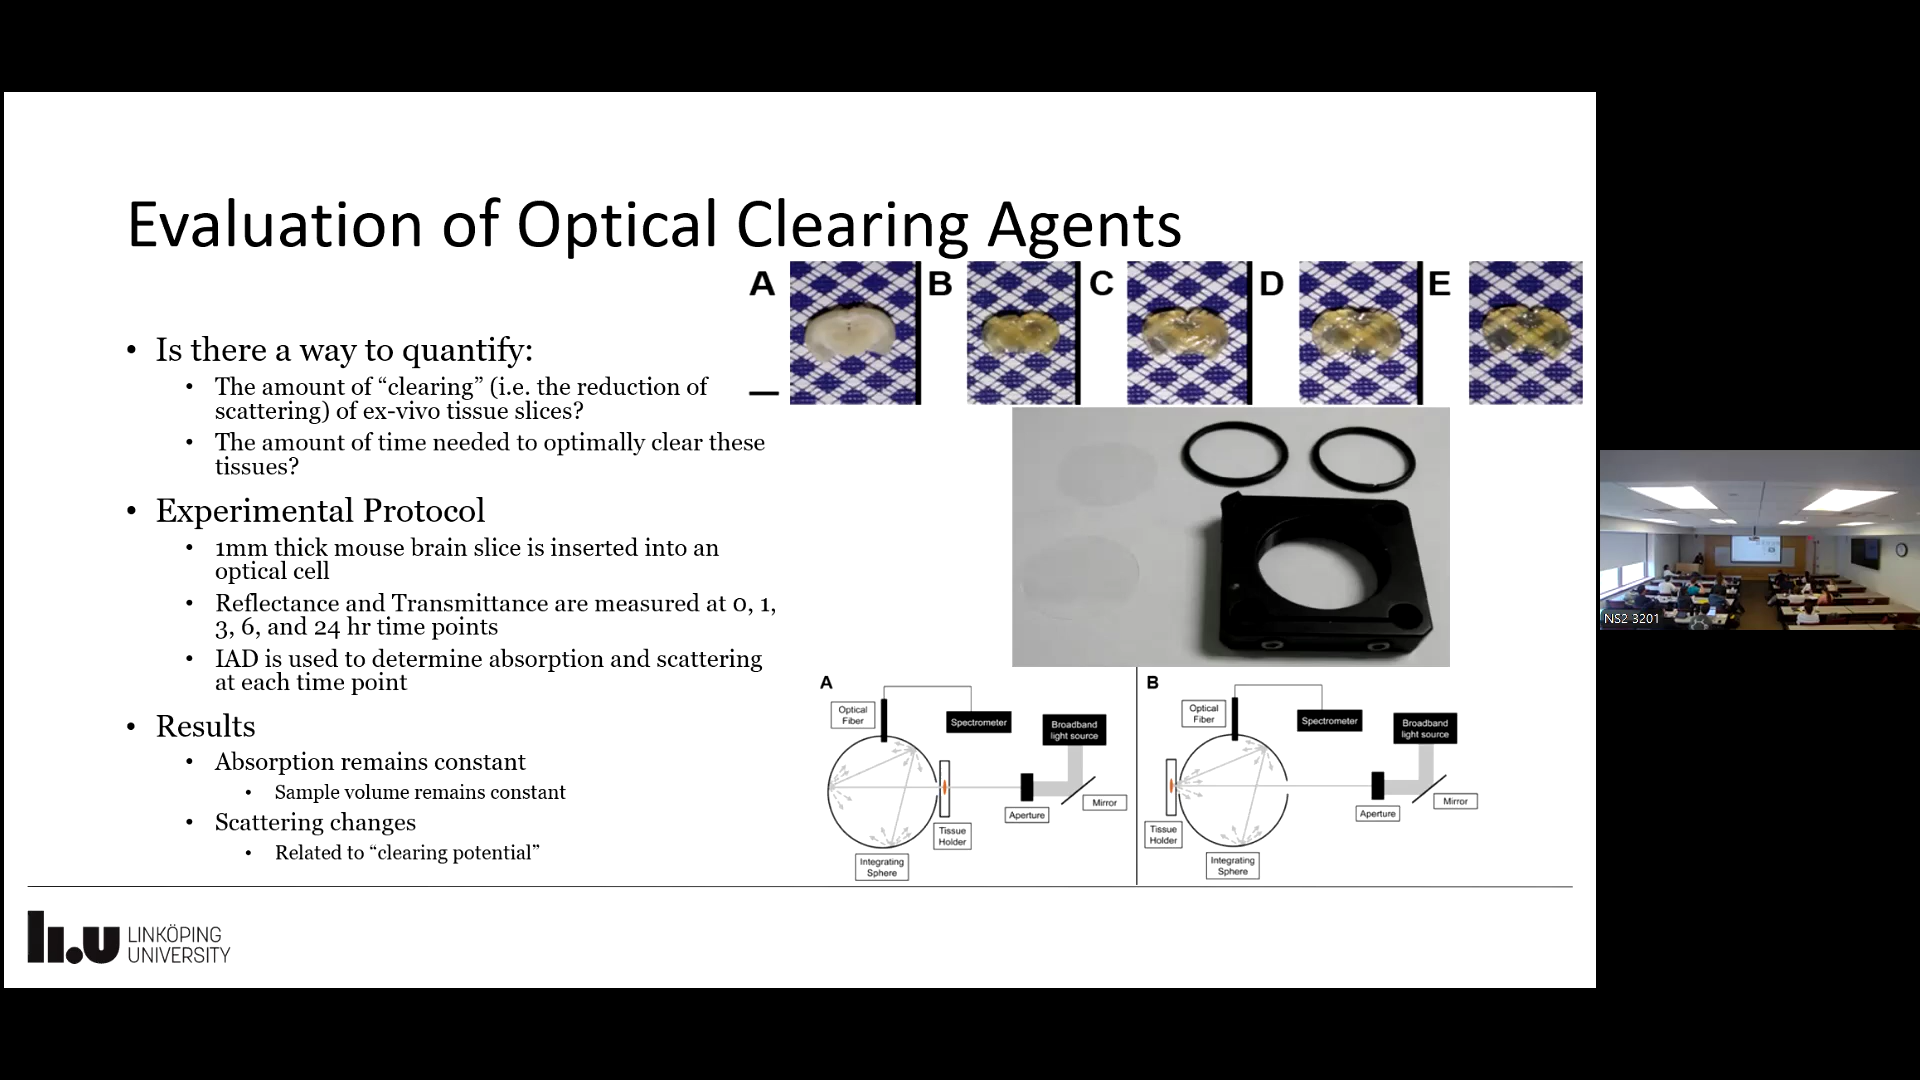 Evaluation of Optical Clearing Agents
A
B
C
D
E
• Is there a way to quantify:
• The amount of “clearing” (i.e. the reduction of
scattering) of ex-vivo tissue slices?
• The amount of time needed to optimally clear these
tissues?
• Experimental Protocol
• 1mm thick mouse brain slice is inserted into an
optical cell
• Reflectance and Transmittance are measured at 0, 1,
3, 6, and 24 hr time points
• IAD is used to determine absorption and scattering
at each time point
• Results
• Absorption remains constant
• Sample volume remains constant
• Scattering changes
• Related to “clearing potential”
A
Optical
Fiber
Spectrometer
Broadband
light source
Mirror
Aperture
Tissue
Holder
Integrating
Sphere
B
Optical
Fiber
Spectrometer
Broadband
light source
Mirror
Aperture
Tissue
Holder
Integrating
Sphere
li.u LINKÖPING
UNIVERSITY
NS2 3201